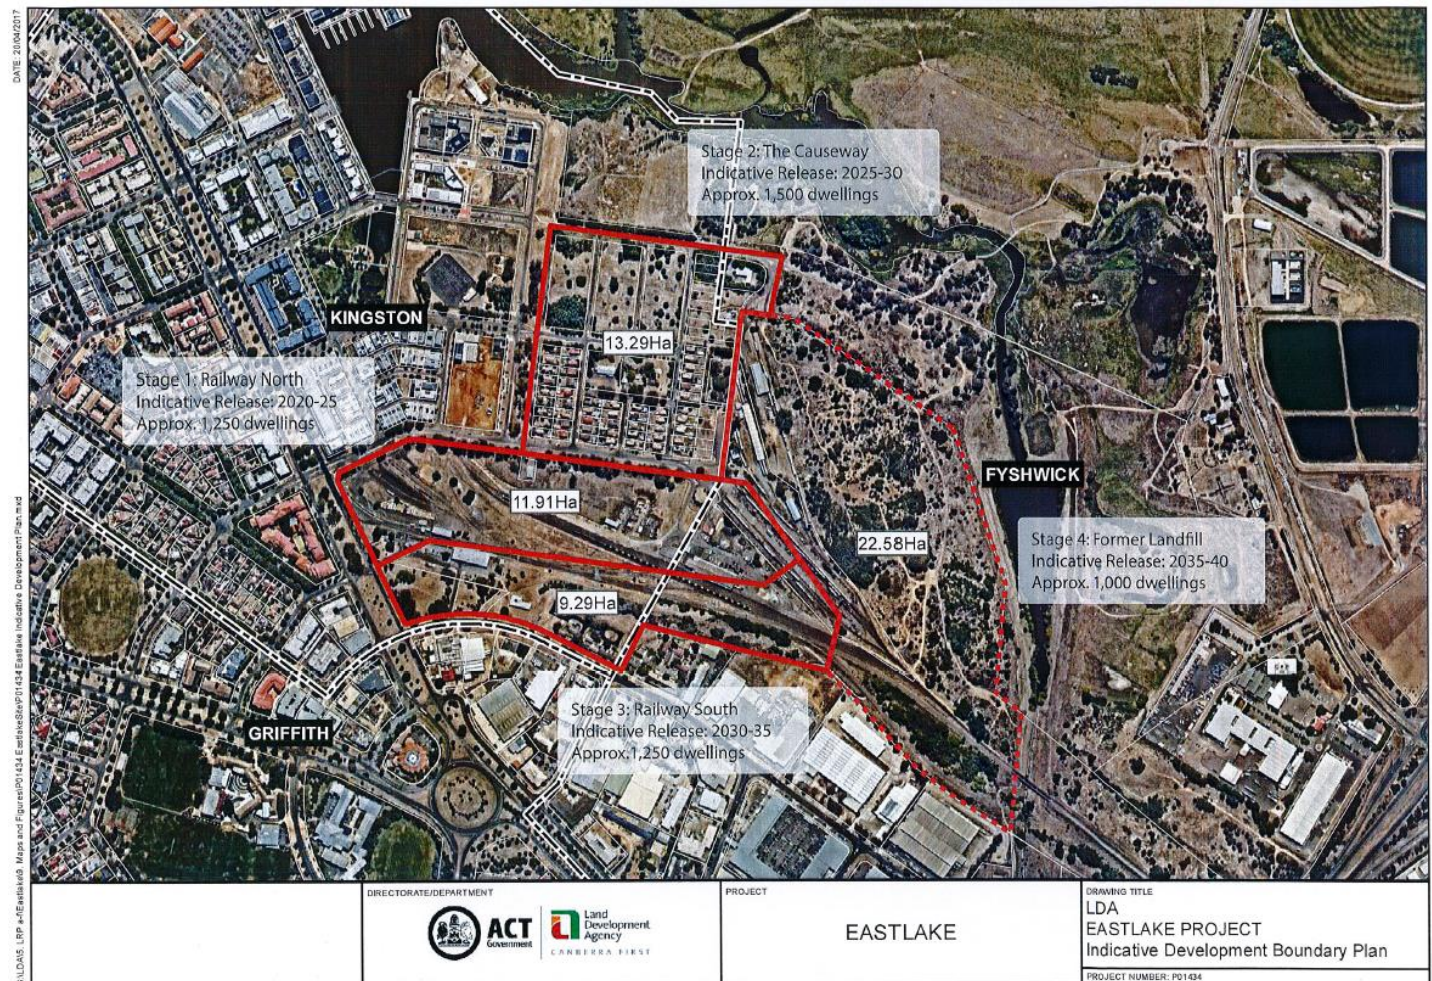 DATE: 20/04/2017
Stage 2: The Causeway
Indicative Release: 2025-30
Approx. 1,500 dwellings
KINGSTON
13.29Ha
Stage 1: Railway North
Indicative Release: 2020-25
Approx. 1,250 dwellings
FYSHWICK
11.91Ha
22.58Ha
Stage 4: Former Landfill
Indicative Release: 2035-40
Approx. 1,000 dwellings
9.29Ha
Stage 3: Railway South
Indicative Release: 2030-35
Approx.1,250 dwellings
GRIFFITH
DIRECTORATE/DEPARTMENT
ACT
Government
Land
Development
Agency
CANBERRA FIRST
PROJECT
EASTLAKE
DRAWING TITLE
LDA
EASTLAKE PROJECT
Indicative Development Boundary Plan
PROJECT NUMBER: P01434